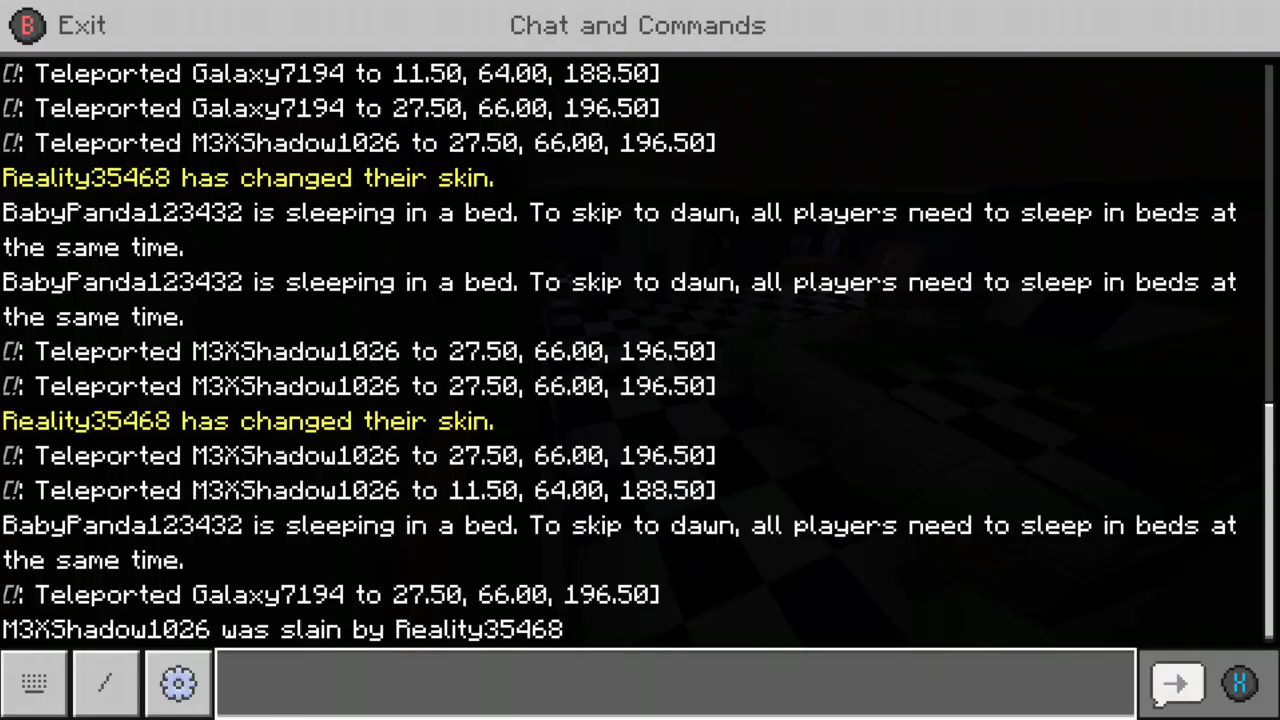 B Exit
Chat and Commands
[!: Teleported Galaxy7194 to 11.50, 64.00, 188.50]
[!: Teleported Galaxy7194 to 27.50, 66.00, 196.50]
[!: Teleported M3XShadow1026 to 27.50, 66.00, 196.50]
Reality35468 has changed their skin.
BabyPanda123432 is sleeping in a bed. To skip to dawn, all players need to sleep in beds at
the same time.
BabyPanda123432 is sleeping in a bed. To skip to dawn, all players need to sleep in beds at
the same time.
[!: Teleported M3XShadow1026 to 27.50, 66.00, 196.50]
[!: Teleported M3XShadow1026 to 27.50, 66.00, 196.50]
Reality35468 has changed their skin.
[!: Teleported M3XShadow1026 to 27.50, 66.00, 196.50]
[!: Teleported M3XShadow1026 to 11.50, 64.00, 188.50]
BabyPanda123432 is sleeping in a bed. To skip to dawn, all players need to sleep in beds at
the same time.
[!: Teleported Galaxy7194 to 27.50, 66.00, 196.50]
M3XShadow1026 was slain by Reality35468
/
X